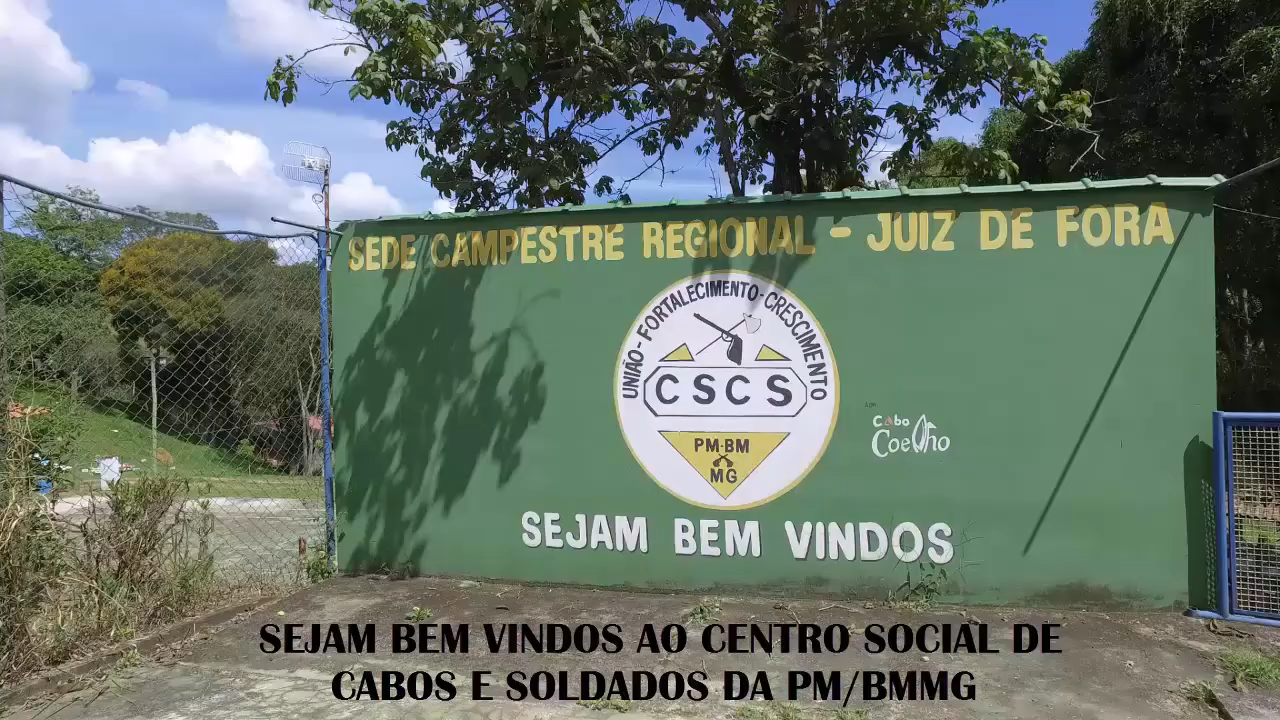 SEDE CAMPESTRE REGIONAL - JUIZ DE FORA
UNIÃO-FORTALECIMENTO-CRESCIMENTO
CSCS
PM-BM
MG
Cabo
Coelho
SEJAM BEM VINDOS
SEJAM BEM VINDOS AO CENTRO SOCIAL DE
CABOS E SOLDADOS DA PM/BMMG